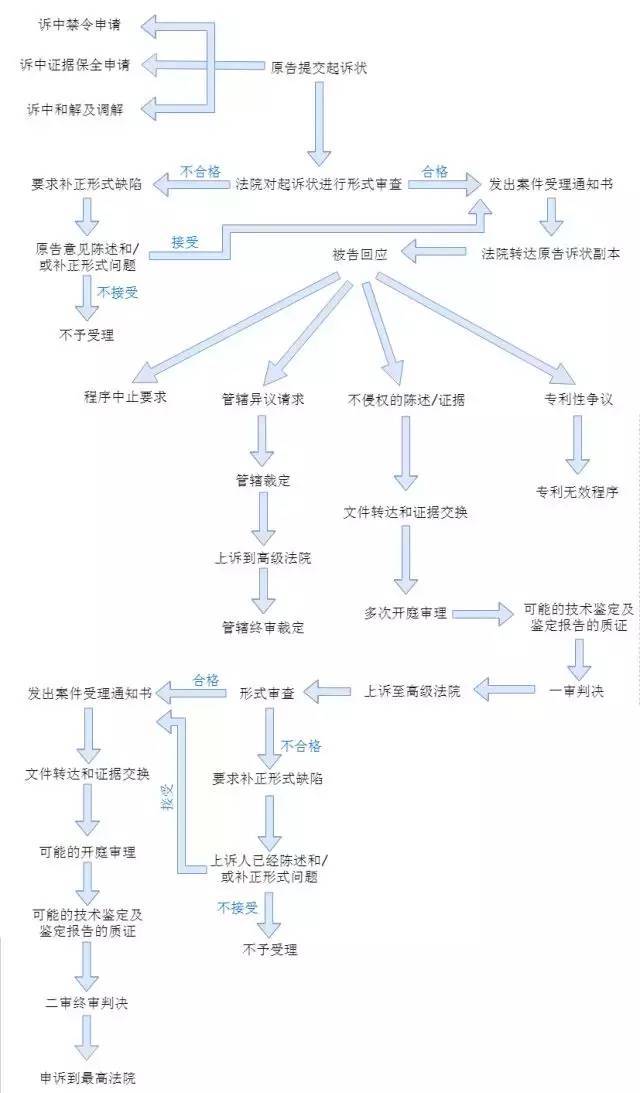 诉中禁令申请
诉中证据保全申请
原告提交起诉状
诉中和解及调解
要求补正形式缺陷
不合格
法院对起诉状进行形式审查
合格
发出案件受理通知书
原告意见陈述和/
或补正形式问题
接受
被告回应
法院转达原告诉状副本
不接受
不予受理
程序中止要求
管辖异议请求
不侵权的陈述/证据
专利性争议
管辖裁定
专利无效程序
文件转达和证据交换
上诉到高级法院
管辖终审裁定
多次开庭审理
可能的技术鉴定及
鉴定报告的质证
发出案件受理通知书
合格
形式审查
上诉至高级法院
一审判决
不合格
文件转达和证据交换
要求补正形式缺陷
接受
可能的开庭审理
上诉人已经陈述和/
或补正形式问题
可能的技术鉴定及
鉴定报告的质证
不接受
不予受理
二审终审判决
申诉到最高法院